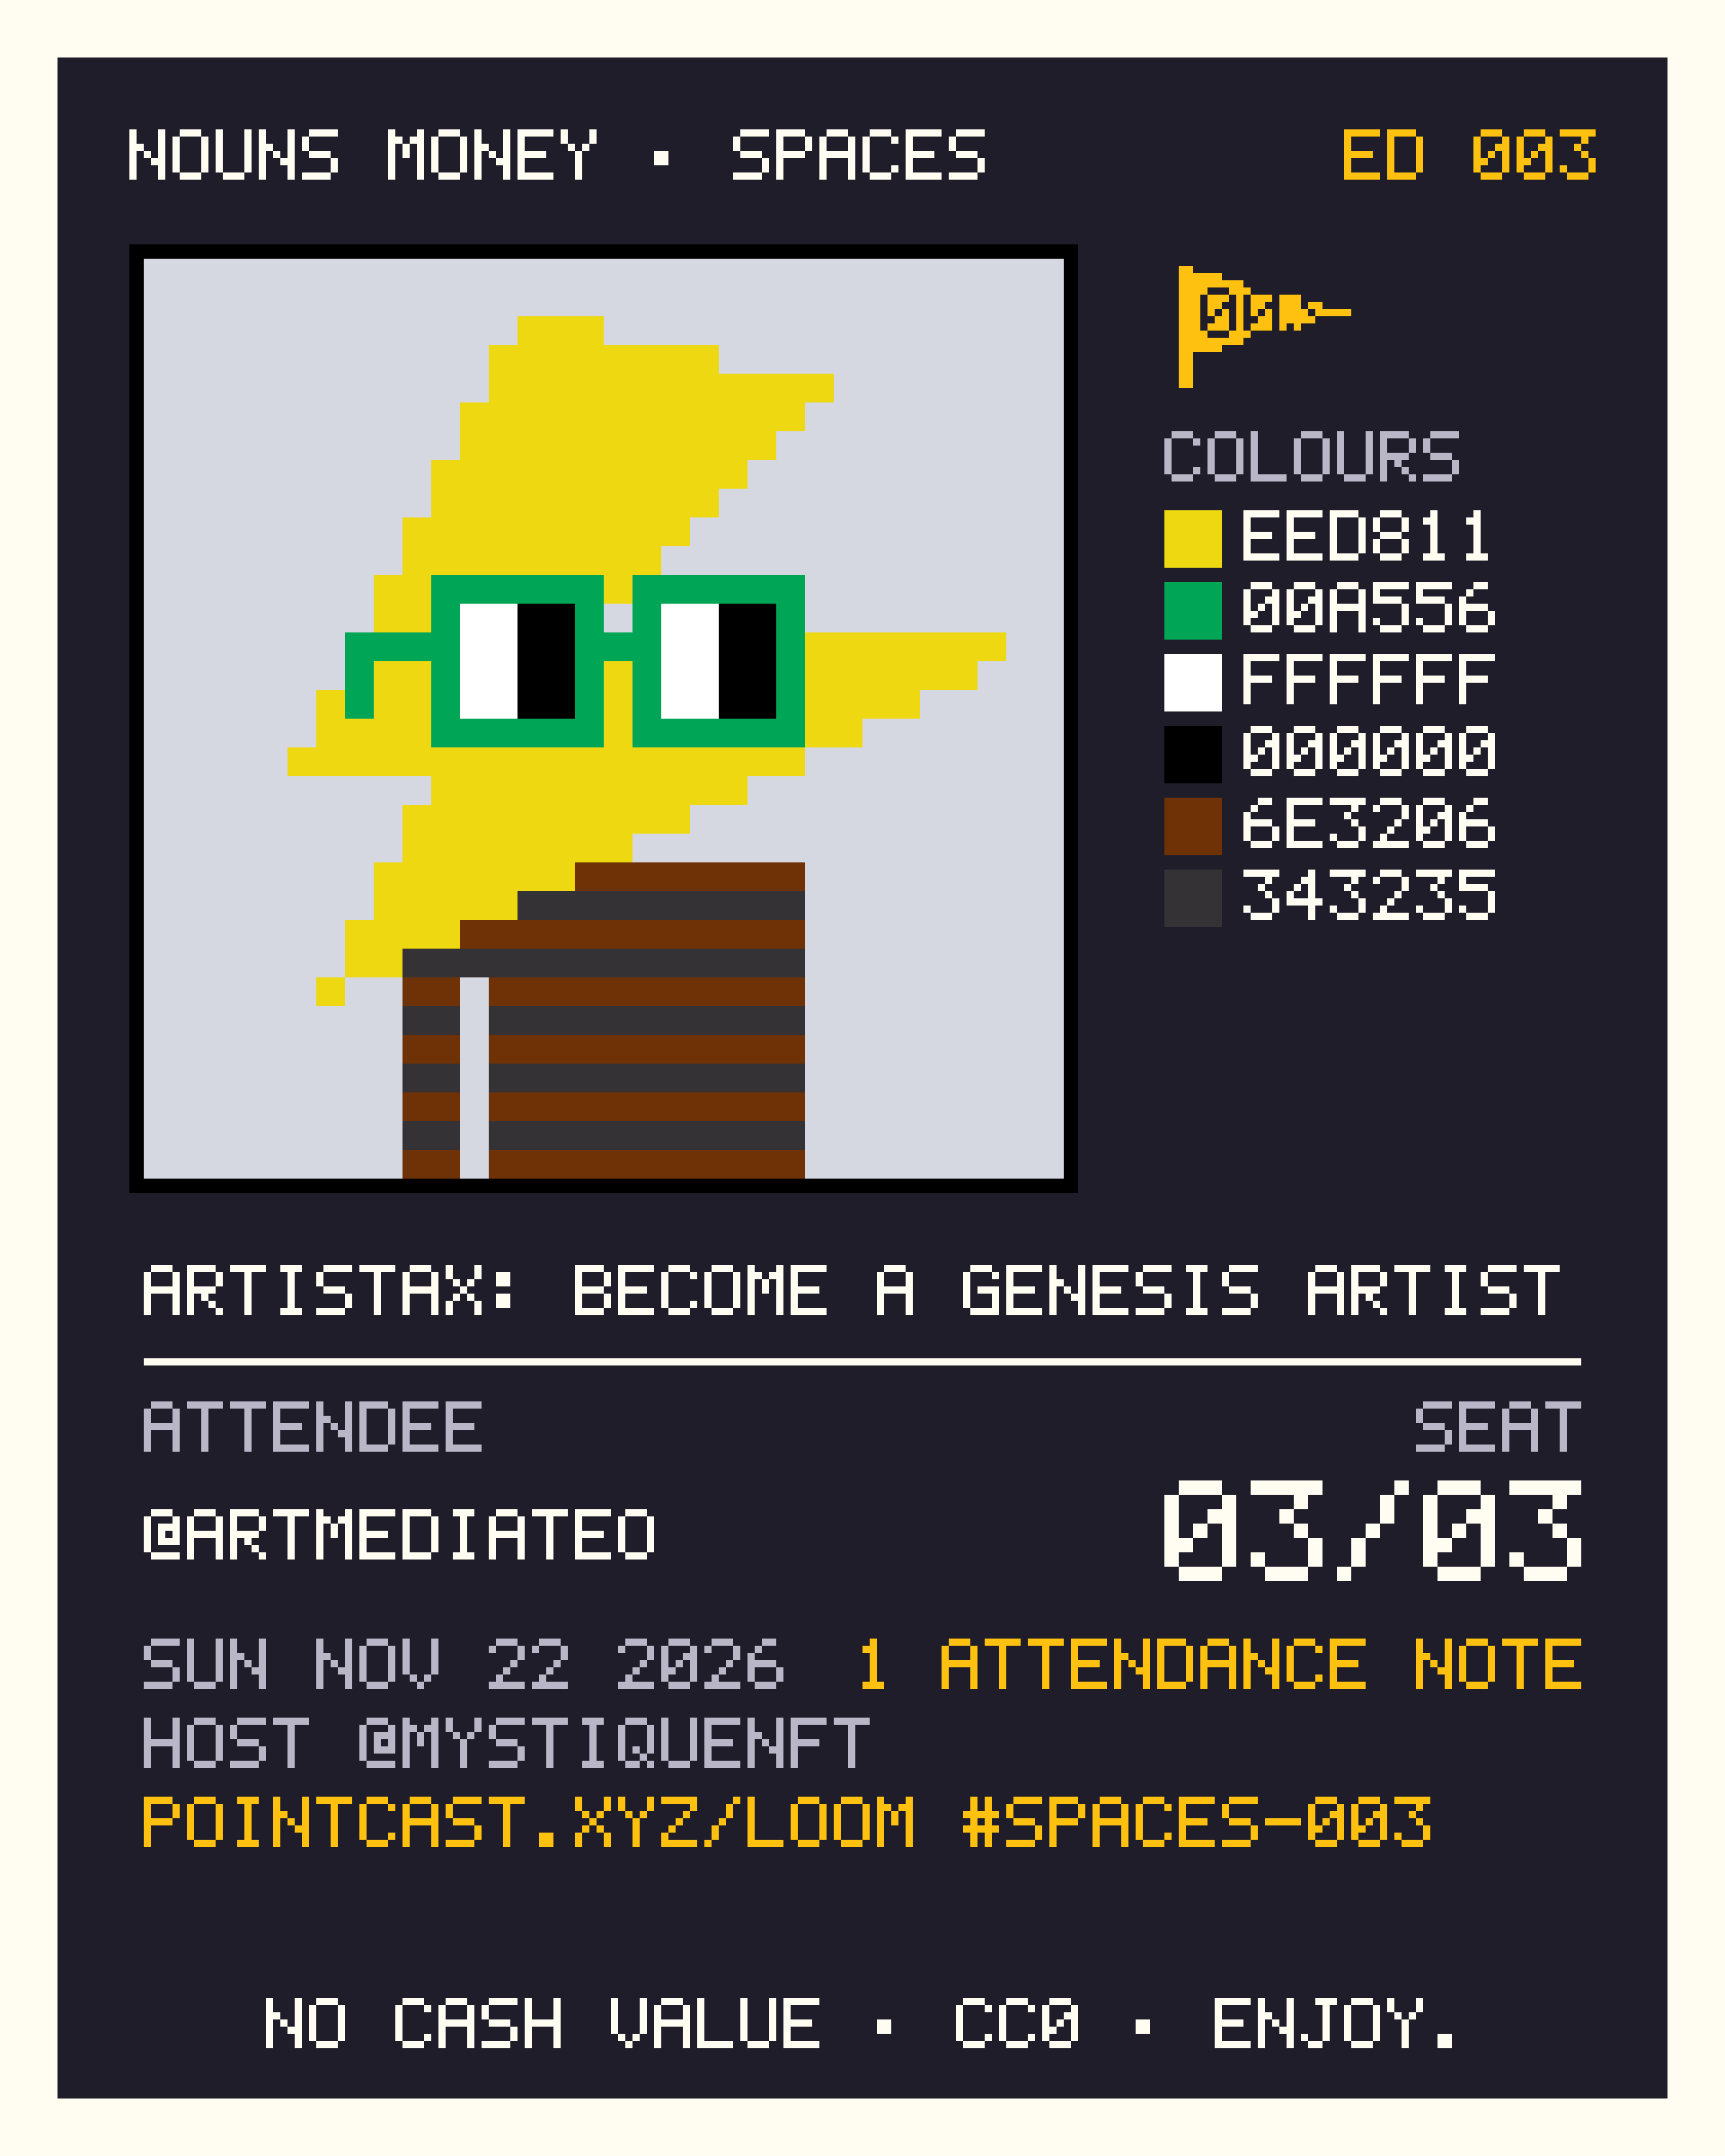 NOUNS MONEY · SPACES
ED 003
COLOURS
EED811
00A556
FFFFFF
000000
6E3206
343235
ARTISTAX: BECOME A GENESIS ARTIST
ATTENDEE
SEAT
@ARTMEDIATEO
03/03
SUN NOV 22 2026
1 ATTENDANCE NOTE
HOST @MYSTIQUENFT
POINTCAST.XYZ/LOOM #SPACES-003
NO CASH VALUE · CC0 · ENJOY.